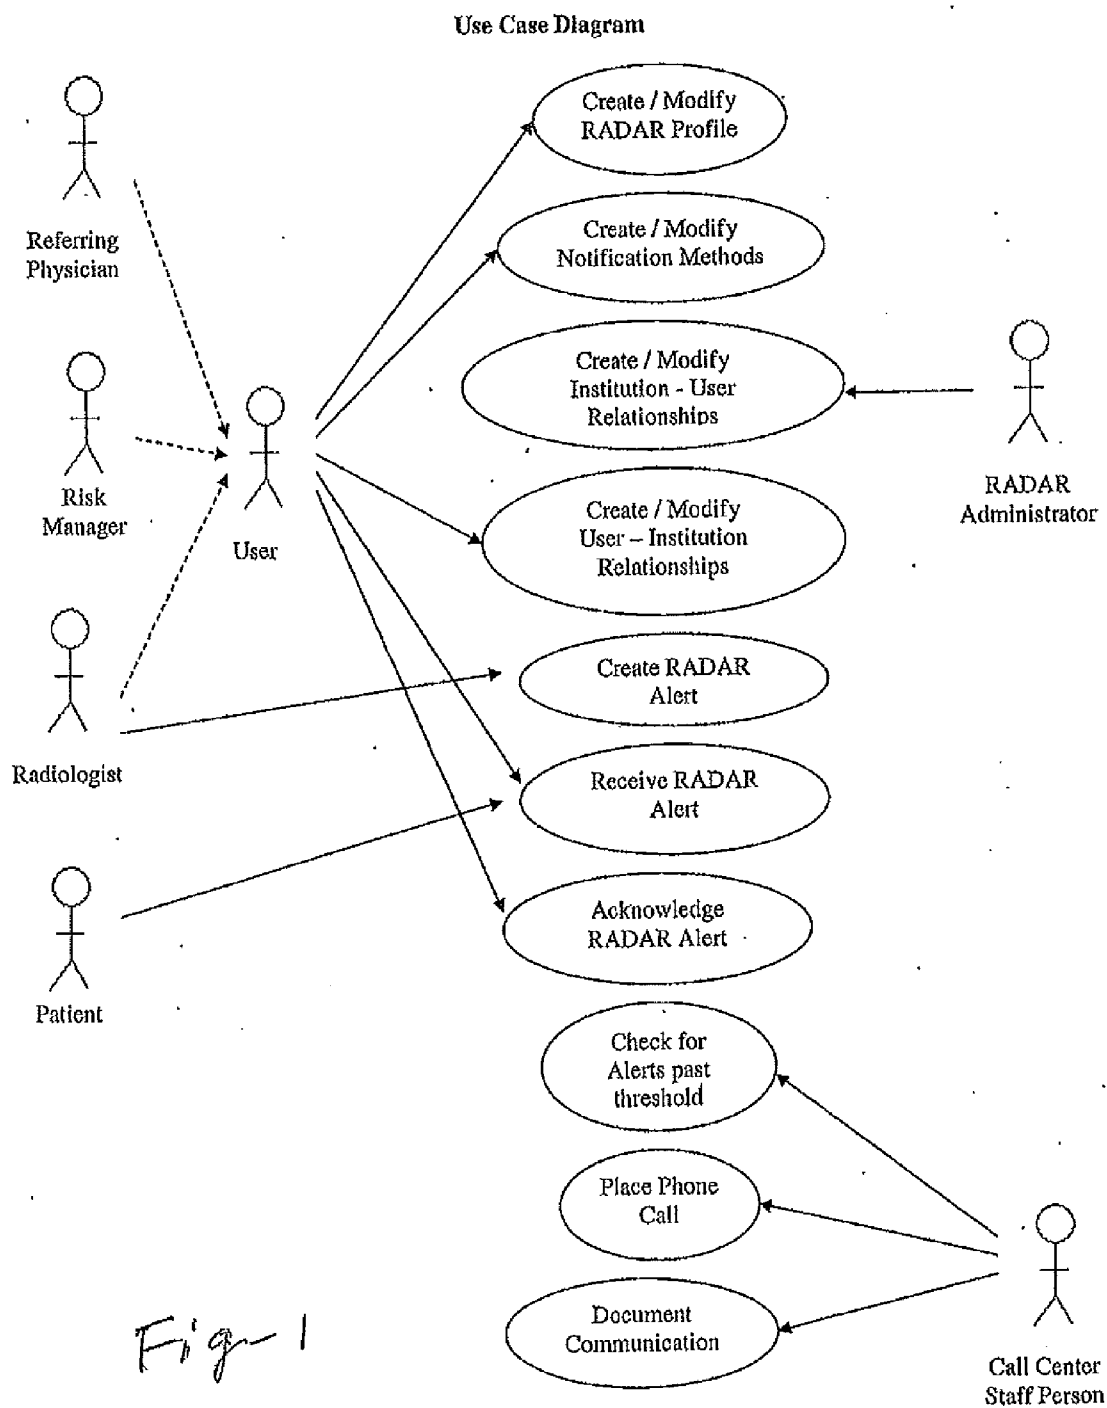 Use Case Diagram
Create / Modify
RADAR Profile
Referring
Physician
Create / Modify
Notification Methods
Create / Modify
Institution - User
Relationships
RADAR
Administrator
Risk
Manager
User
Create / Modify
User – Institution
Relationships
Create RADAR
Alert
Radiologist
Receive RADAR
Alert
Patient
Acknowledge
RADAR Alert
Check for
Alerts past
threshold
Place Phone
Call
Document
Communication
Call Center
Staff Person
Fig-1